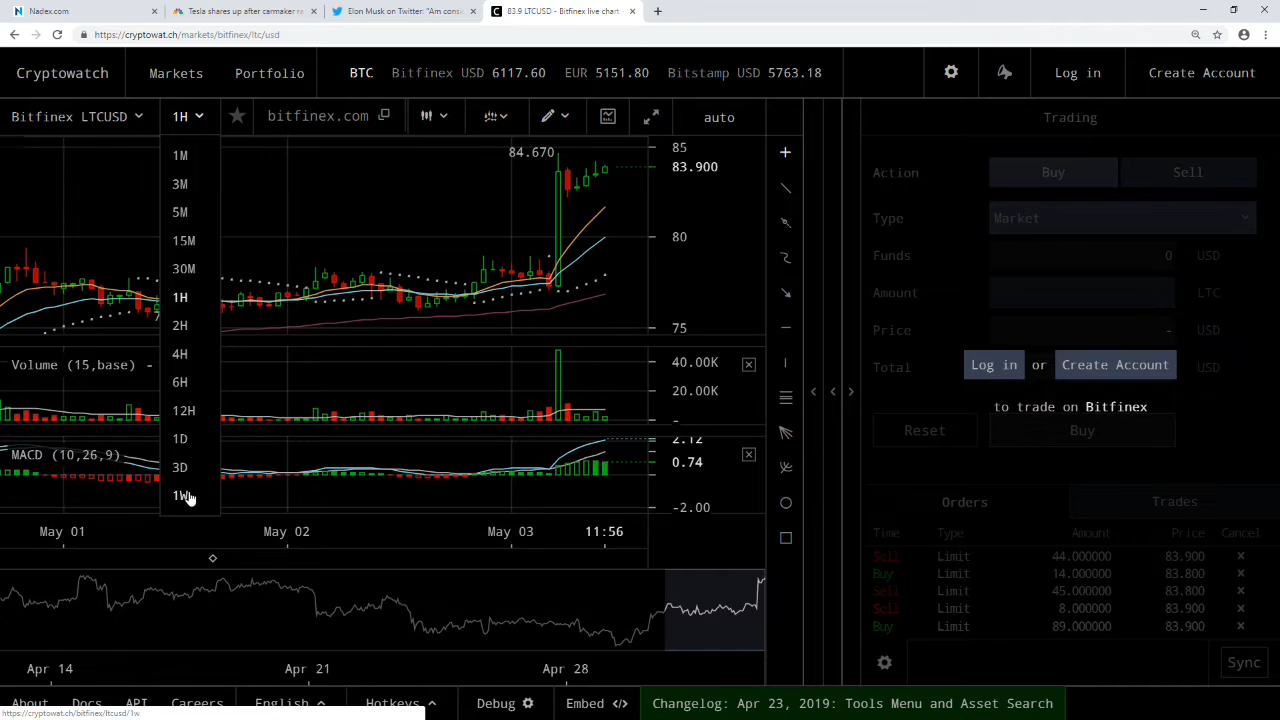 Nadex.com
Tesla shares up after carmaker re
Elon Musk on Twitter: "Am consi
83.9 LTCUSD - Bitfinex live chart
https://cryptowat.ch/markets/bitfinex/ltc/usd
Cryptowatch
Markets
Portfolio
BTC Bitfinex USD 6117.60 EUR 5151.80 Bitstamp USD 5763.18
Log in
Create Account
Bitfinex LTCUSD
1H
bitfinex.com
auto
1M
3M
5M
15M
30M
1H
2H
4H
6H
12H
1D
3D
1W
84.670
85
83.900
80
75
Volume (15,base) -
40.00K
20.00K
MACD (10,26,9)
2.12
0.74
-2.00
May 01
May 02
May 03
11:56
Apr 14
Apr 21
Apr 28
Trading
Action
Buy
Sell
Type
Market
Funds
0 USD
Amount
LTC
Price
- USD
Total
USD
Log in or Create Account
to trade on Bitfinex
Reset
Buy
Orders
Trades
Time Type Amount Price Cancel
Sell Limit 44.000000 83.900 ×
Buy Limit 14.000000 83.800 ×
Sell Limit 45.000000 83.800 ×
Sell Limit 8.000000 83.900 ×
Buy Limit 89.000000 83.900 ×
Sync
About Docs API Careers English Hotkeys Debug Embed
Changelog: Apr 23, 2019: Tools Menu and Asset Search
https://cryptowat.ch/bitfinex/ltcusd/1w